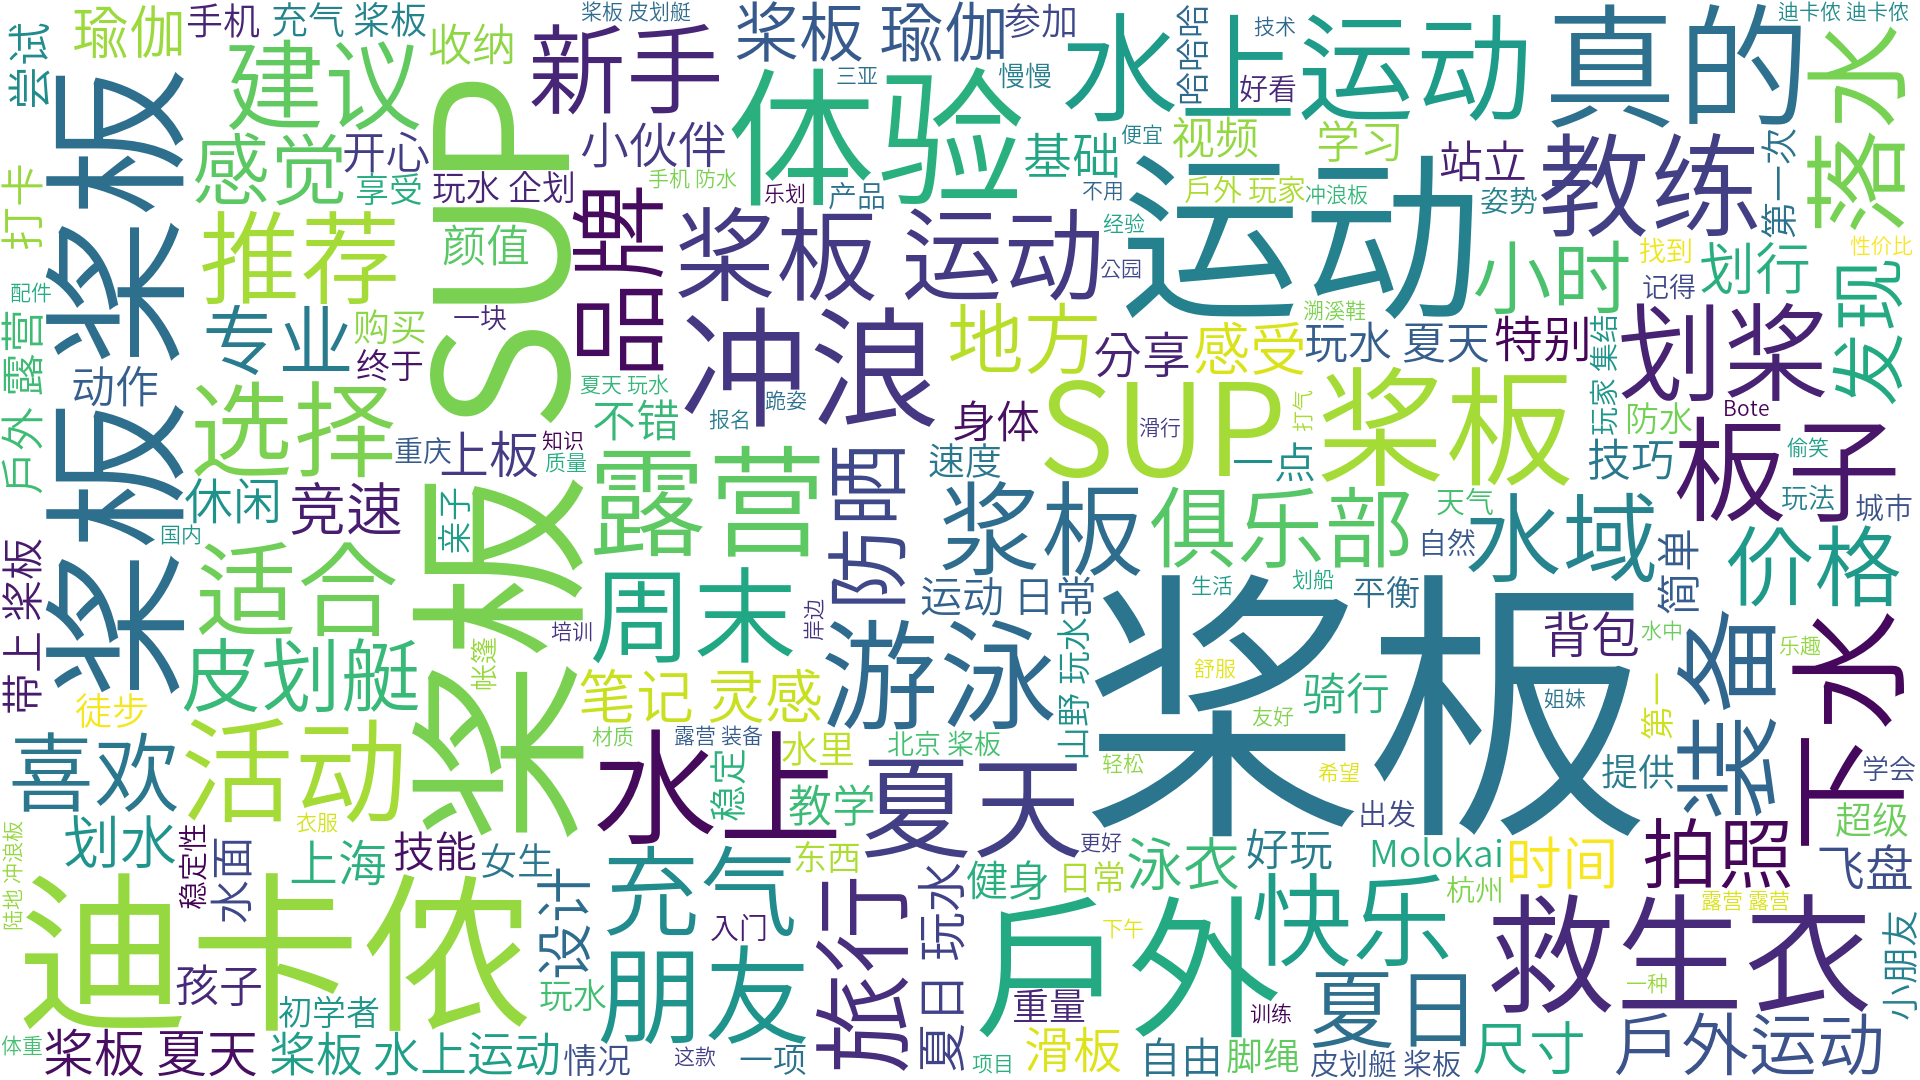 尝试
瑜伽
手机
充气 桨板
收纳
桨板 皮划艇
新手
桨板 瑜伽
参加
水上运动
哈哈哈哈
技术
真的
迪卡侬 迪卡侬
落水
桨板 桨板
建议
SUP 桨板
三亚
慢慢
好看
体验
小伙伴
基础
便宜
视频
学习
站立
教练
第一次
打卡
感觉
开心
享受
玩水 企划
手机 防水
乐划
产品
不用
戶外 玩家
冲浪板
姿势
运动
推荐
颜值
品牌
桨板 运动
经验
公园
小时
找到
记得
划行
性价比
发现
配件
露营
戶外
专业
购买
终于
一块
冲浪
地方
分享
感受
溯溪鞋
玩水 夏天
特别
玩家 集结
划桨
动作
选择
夏天 玩水
不错
报名
跪姿
身体
SUP 桨板
滑行
打气
防水
Bote
板子
偷笑
重庆
上板
知识
质量
露营
防晒
速度
一点
技巧
玩法
城市
休闲
竞速
亲子
国内
浆板
俱乐部
天气
自然
水域
简单
价格
带上 桨板
适合
周末
运动 日常
生活
划船
平衡
桨板
背包
水中
乐趣
下水
皮划艇
帐篷
培训
岸边
游泳
山野 玩水
舒服
友好
骑行
姐妹
第一
装备
徒步
笔记 灵感
喜欢
活动
材质
露营 装备
水里
北京 桨板
轻松
希望
提供
学会
水上
稳定
教学
夏天
出发
超级
陆地 冲浪板
划水
稳定性
水面
衣服
上海
技能
女生
充气
东西
更好
健身
日常
泳衣
好玩
Molokai
杭州
时间
拍照
飞盘
迪卡侬
设计
入门
旅行
夏日 玩水
戶外
下午
快乐
救生衣
露营 露营
一种
小朋友
孩子
初学者
玩水
朋友
重量
训练
夏日
体重
桨板 夏天
桨板 水上运动
情况
这款
一项
项目
滑板
自由
脚绳
皮划艇 桨板
尺寸
戶外运动